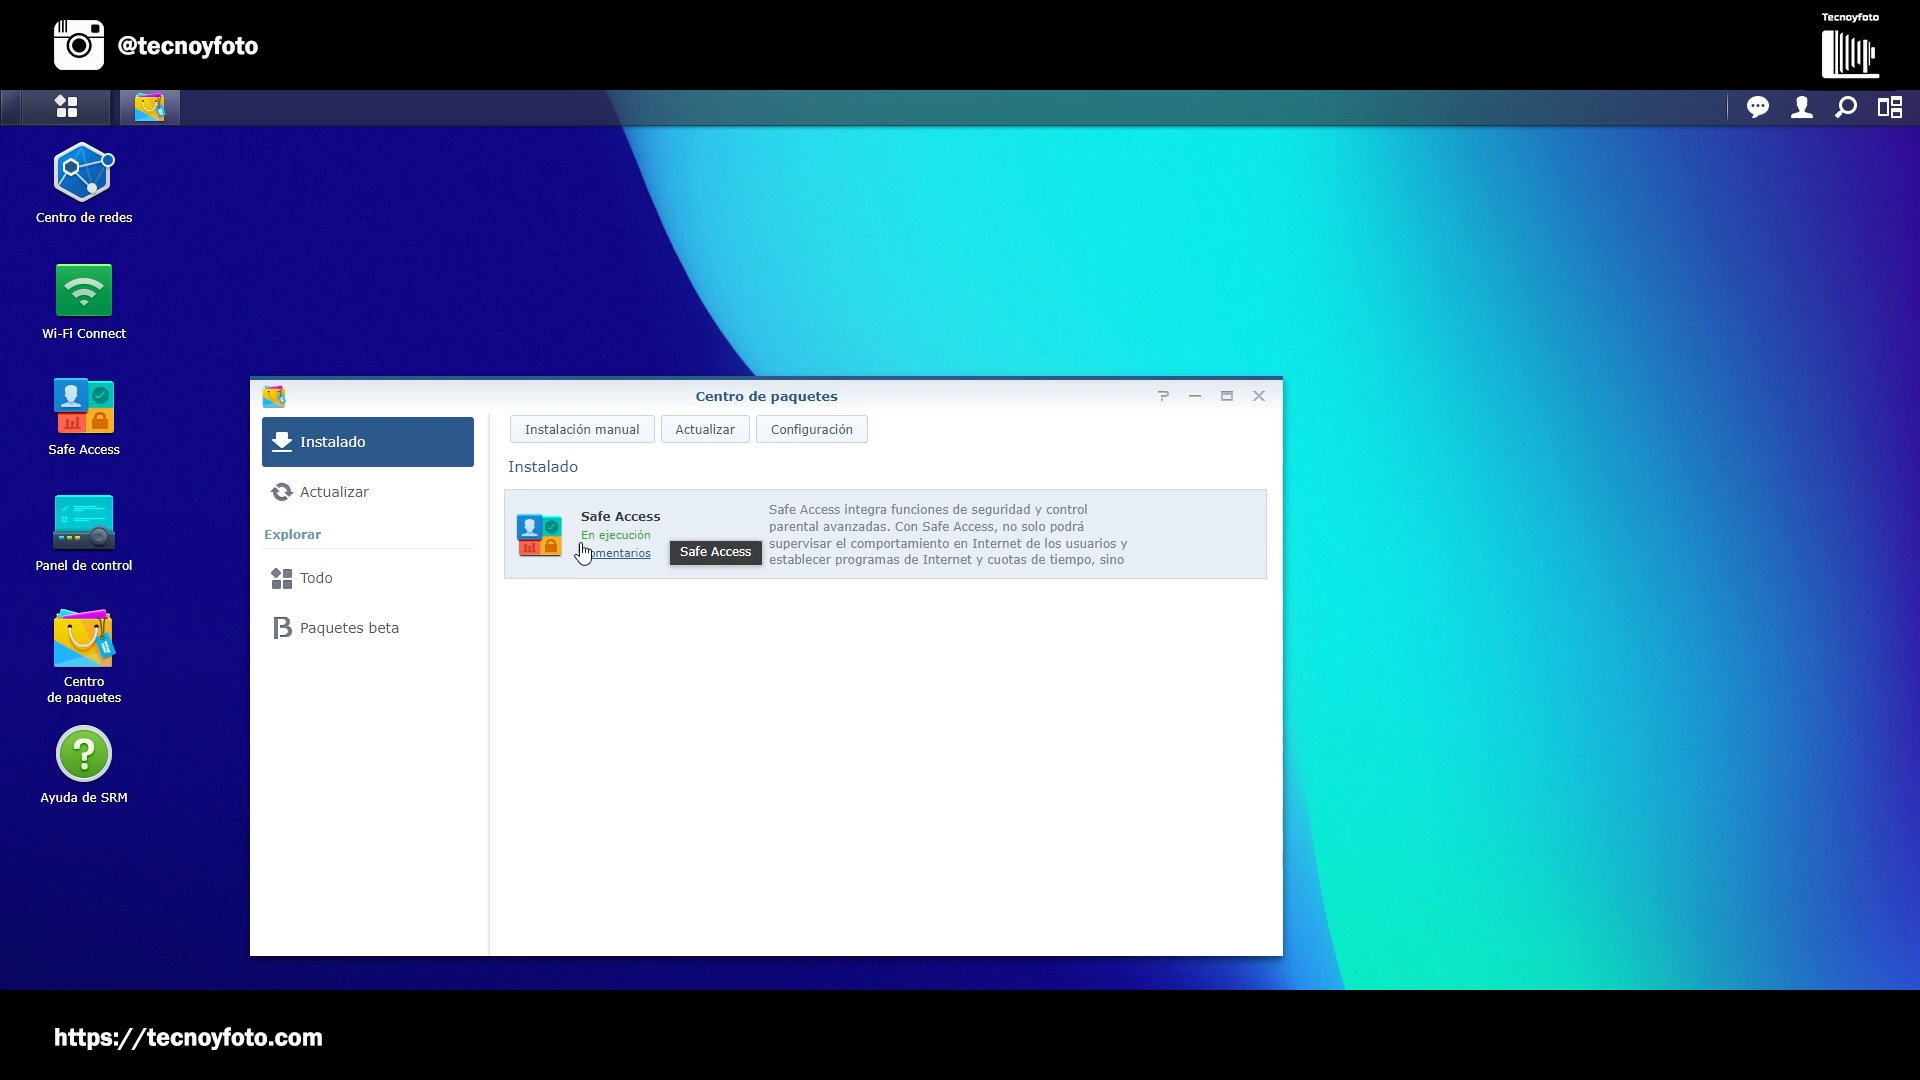 @tecnoyfoto
Tecnoyfoto
Centro de redes
Wi-Fi Connect
Safe Access
Panel de control
Centro
de paquetes
Ayuda de SRM
Centro de paquetes
Instalado
Actualizar
Explorar
Todo
Paquetes beta
Instalación manual
Actualizar
Configuración
Instalado
Safe Access
En ejecución
omentarios
Safe Access
Safe Access integra funciones de seguridad y control
parental avanzadas. Con Safe Access, no solo podrá
supervisar el comportamiento en Internet de los usuarios y
establecer programas de Internet y cuotas de tiempo, sino
https://tecnoyfoto.com